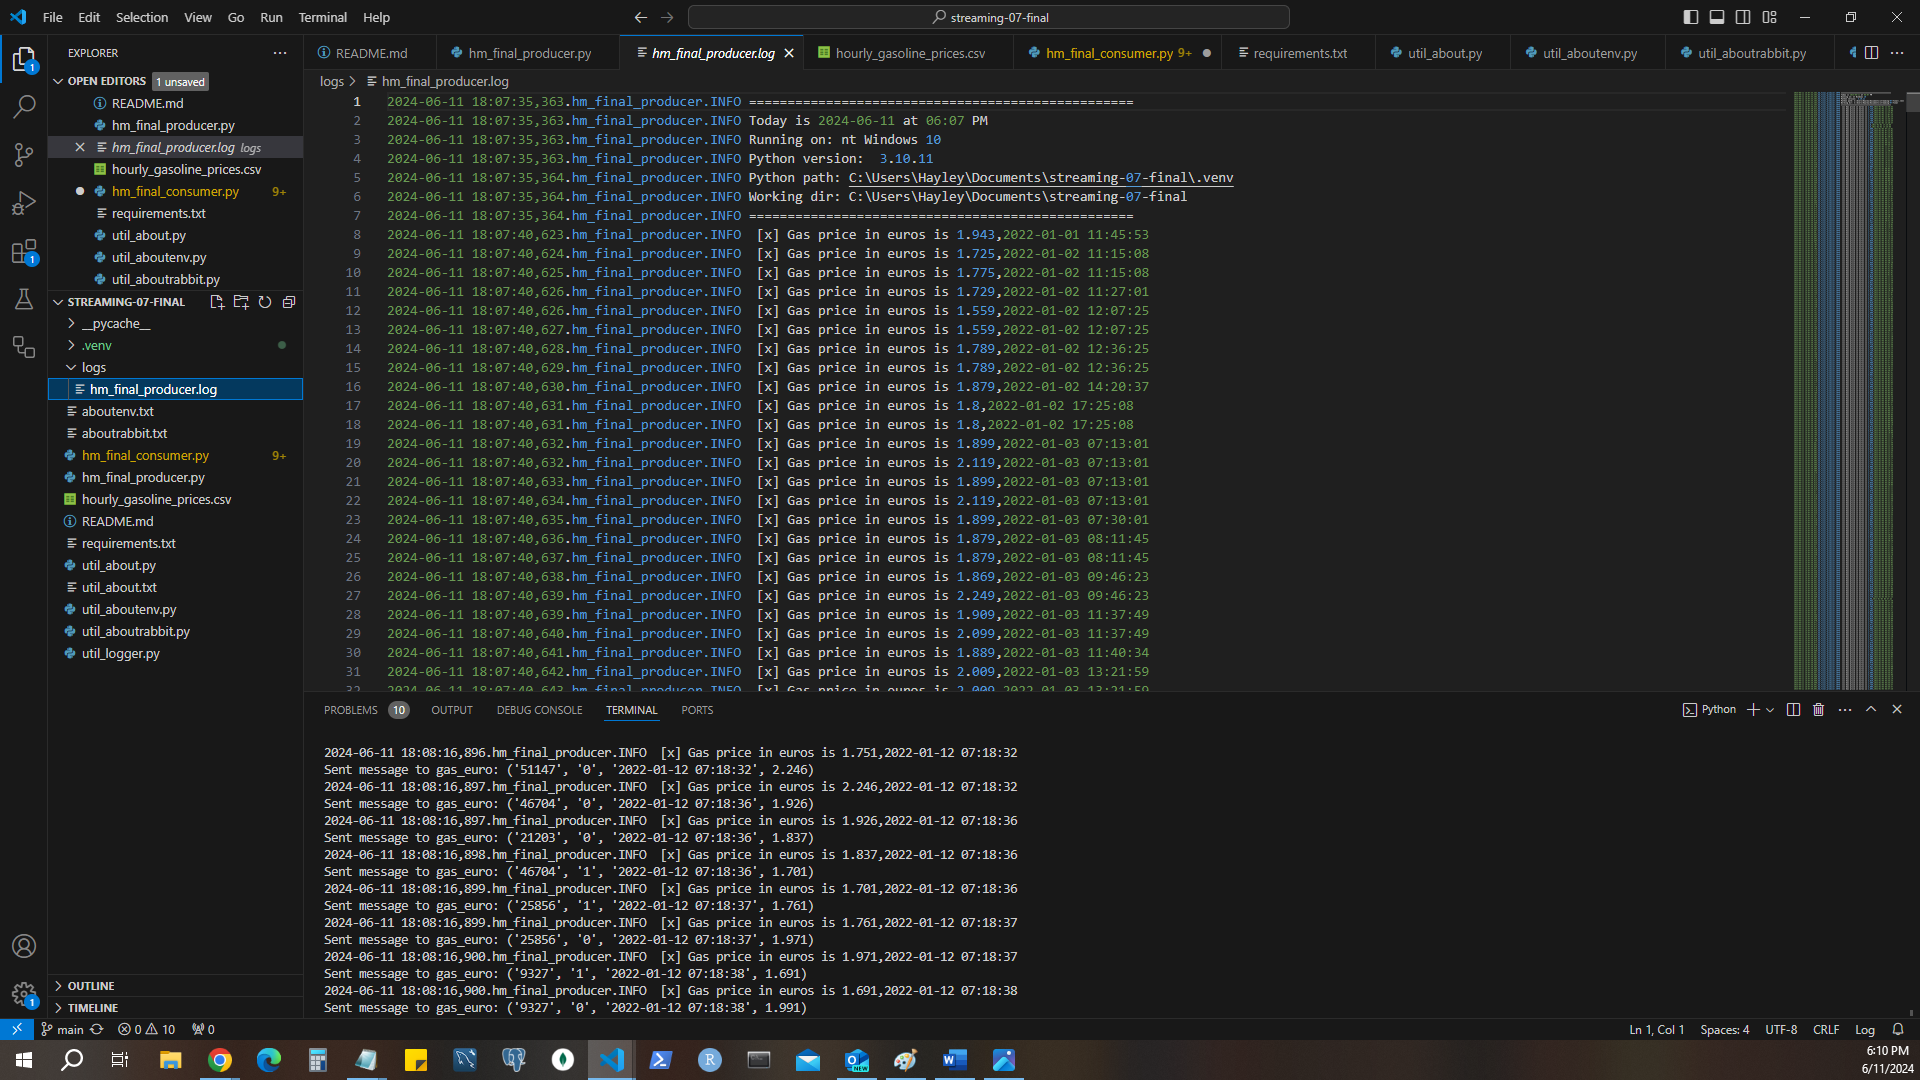 File Edit Selection View Go Run Terminal Help
streaming-07-final
EXPLORER
OPEN EDITORS 1 unsaved
README.md
hm_final_producer.py
hm_final_producer.log logs
hourly_gasoline_prices.csv
hm_final_consumer.py 9+
requirements.txt
util_about.py
util_aboutenv.py
util_aboutrabbit.py
STREAMING-07-FINAL
__pycache__
.venv
logs
hm_final_producer.log
aboutenv.txt
aboutrabbit.txt
hm_final_consumer.py 9+
hm_final_producer.py
hourly_gasoline_prices.csv
README.md
requirements.txt
util_about.py
util_about.txt
util_aboutenv.py
util_aboutrabbit.py
util_logger.py
OUTLINE
TIMELINE
1
1
1
README.md hm_final_producer.py hm_final_producer.log hourly_gasoline_prices.csv hm_final_consumer.py 9+ requirements.txt util_about.py util_aboutenv.py util_aboutrabbit.py
logs > hm_final_producer.log
1 2024-06-11 18:07:35,363.hm_final_producer.INFO ==================================================
2 2024-06-11 18:07:35,363.hm_final_producer.INFO Today is 2024-06-11 at 06:07 PM
3 2024-06-11 18:07:35,363.hm_final_producer.INFO Running on: nt Windows 10
4 2024-06-11 18:07:35,363.hm_final_producer.INFO Python version:  3.10.11
5 2024-06-11 18:07:35,364.hm_final_producer.INFO Python path: C:\Users\Hayley\Documents\streaming-07-final\.venv
6 2024-06-11 18:07:35,364.hm_final_producer.INFO Working dir: C:\Users\Hayley\Documents\streaming-07-final
7 2024-06-11 18:07:35,364.hm_final_producer.INFO ==================================================
8 2024-06-11 18:07:40,623.hm_final_producer.INFO  [x] Gas price in euros is 1.943,2022-01-01 11:45:53
9 2024-06-11 18:07:40,624.hm_final_producer.INFO  [x] Gas price in euros is 1.725,2022-01-02 11:15:08
10 2024-06-11 18:07:40,625.hm_final_producer.INFO  [x] Gas price in euros is 1.775,2022-01-02 11:15:08
11 2024-06-11 18:07:40,626.hm_final_producer.INFO  [x] Gas price in euros is 1.729,2022-01-02 11:27:01
12 2024-06-11 18:07:40,626.hm_final_producer.INFO  [x] Gas price in euros is 1.559,2022-01-02 12:07:25
13 2024-06-11 18:07:40,627.hm_final_producer.INFO  [x] Gas price in euros is 1.559,2022-01-02 12:07:25
14 2024-06-11 18:07:40,628.hm_final_producer.INFO  [x] Gas price in euros is 1.789,2022-01-02 12:36:25
15 2024-06-11 18:07:40,629.hm_final_producer.INFO  [x] Gas price in euros is 1.789,2022-01-02 12:36:25
16 2024-06-11 18:07:40,630.hm_final_producer.INFO  [x] Gas price in euros is 1.879,2022-01-02 14:20:37
17 2024-06-11 18:07:40,631.hm_final_producer.INFO  [x] Gas price in euros is 1.8,2022-01-02 17:25:08
18 2024-06-11 18:07:40,631.hm_final_producer.INFO  [x] Gas price in euros is 1.8,2022-01-02 17:25:08
19 2024-06-11 18:07:40,632.hm_final_producer.INFO  [x] Gas price in euros is 1.899,2022-01-03 07:13:01
20 2024-06-11 18:07:40,632.hm_final_producer.INFO  [x] Gas price in euros is 2.119,2022-01-03 07:13:01
21 2024-06-11 18:07:40,633.hm_final_producer.INFO  [x] Gas price in euros is 1.899,2022-01-03 07:13:01
22 2024-06-11 18:07:40,634.hm_final_producer.INFO  [x] Gas price in euros is 2.119,2022-01-03 07:13:01
23 2024-06-11 18:07:40,635.hm_final_producer.INFO  [x] Gas price in euros is 1.899,2022-01-03 07:30:01
24 2024-06-11 18:07:40,636.hm_final_producer.INFO  [x] Gas price in euros is 1.879,2022-01-03 08:11:45
25 2024-06-11 18:07:40,637.hm_final_producer.INFO  [x] Gas price in euros is 1.879,2022-01-03 08:11:45
26 2024-06-11 18:07:40,638.hm_final_producer.INFO  [x] Gas price in euros is 1.869,2022-01-03 09:46:23
27 2024-06-11 18:07:40,639.hm_final_producer.INFO  [x] Gas price in euros is 2.249,2022-01-03 09:46:23
28 2024-06-11 18:07:40,639.hm_final_producer.INFO  [x] Gas price in euros is 1.909,2022-01-03 11:37:49
29 2024-06-11 18:07:40,640.hm_final_producer.INFO  [x] Gas price in euros is 2.099,2022-01-03 11:37:49
30 2024-06-11 18:07:40,641.hm_final_producer.INFO  [x] Gas price in euros is 1.889,2022-01-03 11:40:34
31 2024-06-11 18:07:40,642.hm_final_producer.INFO  [x] Gas price in euros is 2.009,2022-01-03 13:21:59
32 2024-06-11 18:07:40,643.hm_final_producer.INFO  [x] Gas price in euros is 2.009,2022-01-03 13:21:59
PROBLEMS 10 OUTPUT DEBUG CONSOLE TERMINAL PORTS Python
2024-06-11 18:08:16,896.hm_final_producer.INFO  [x] Gas price in euros is 1.751,2022-01-12 07:18:32
Sent message to gas_euro: ('51147', '0', '2022-01-12 07:18:32', 2.246)
2024-06-11 18:08:16,897.hm_final_producer.INFO  [x] Gas price in euros is 2.246,2022-01-12 07:18:32
Sent message to gas_euro: ('46704', '0', '2022-01-12 07:18:36', 1.926)
2024-06-11 18:08:16,897.hm_final_producer.INFO  [x] Gas price in euros is 1.926,2022-01-12 07:18:36
Sent message to gas_euro: ('21203', '0', '2022-01-12 07:18:36', 1.837)
2024-06-11 18:08:16,898.hm_final_producer.INFO  [x] Gas price in euros is 1.837,2022-01-12 07:18:36
Sent message to gas_euro: ('46704', '1', '2022-01-12 07:18:36', 1.701)
2024-06-11 18:08:16,899.hm_final_producer.INFO  [x] Gas price in euros is 1.701,2022-01-12 07:18:36
Sent message to gas_euro: ('25856', '1', '2022-01-12 07:18:37', 1.761)
2024-06-11 18:08:16,899.hm_final_producer.INFO  [x] Gas price in euros is 1.761,2022-01-12 07:18:37
Sent message to gas_euro: ('25856', '0', '2022-01-12 07:18:37', 1.971)
2024-06-11 18:08:16,900.hm_final_producer.INFO  [x] Gas price in euros is 1.971,2022-01-12 07:18:37
Sent message to gas_euro: ('9327', '1', '2022-01-12 07:18:38', 1.691)
2024-06-11 18:08:16,900.hm_final_producer.INFO  [x] Gas price in euros is 1.691,2022-01-12 07:18:38
Sent message to gas_euro: ('9327', '0', '2022-01-12 07:18:38', 1.991)
main 0 10 0 Ln 1, Col 1 Spaces: 4 UTF-8 CRLF Log
6:10 PM
6/11/2024